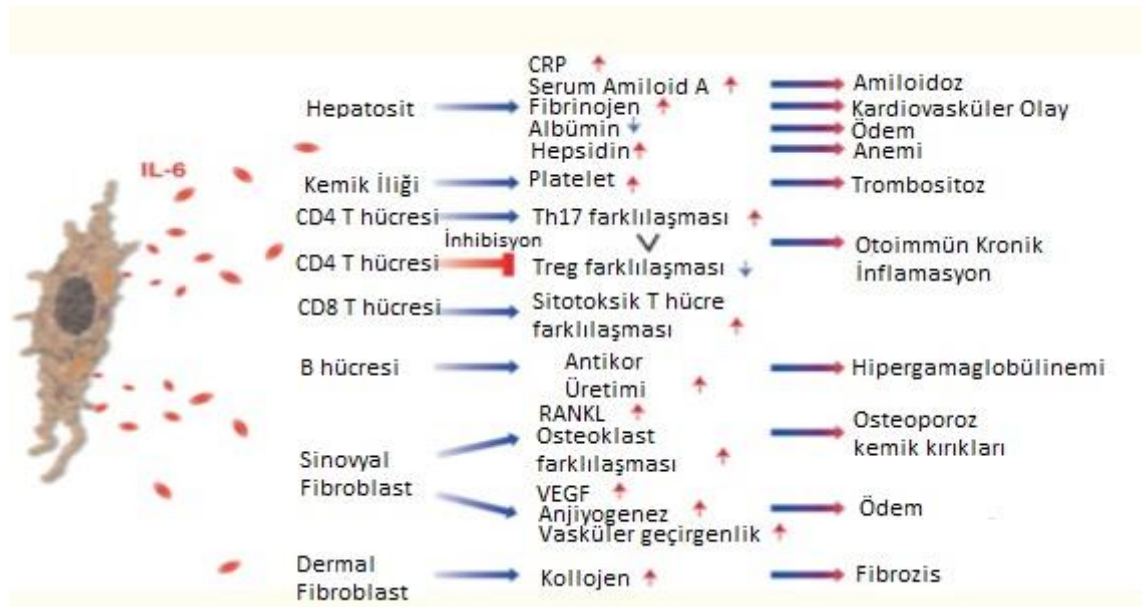 IL-6
Hepatosit
CRP
Serum Amiloid A
Fibrinojen
Albümin
Hepsidin
Amiloidoz
Kardiovasküler Olay
Ödem
Anemi
Kemik İliği
Platelet
Trombositoz
CD4 T hücresi
Th17 farklılaşması
İnhibisyon
CD4 T hücresi
Treg farklılaşması
Otoimmün Kronik
İnflamasyon
CD8 T hücresi
Sitotoksik T hücre
farklılaşması
B hücresi
Antikor
Üretimi
Hipergamaglobülinemi
Sinovyal
Fibroblast
RANKL
Osteoklast
farklılaşması
Osteoporoz
kemik kırıkları
VEGF
Anjiyogenez
Vasküler geçirgenlik
Ödem
Dermal
Fibroblast
Kollojen
Fibrozis